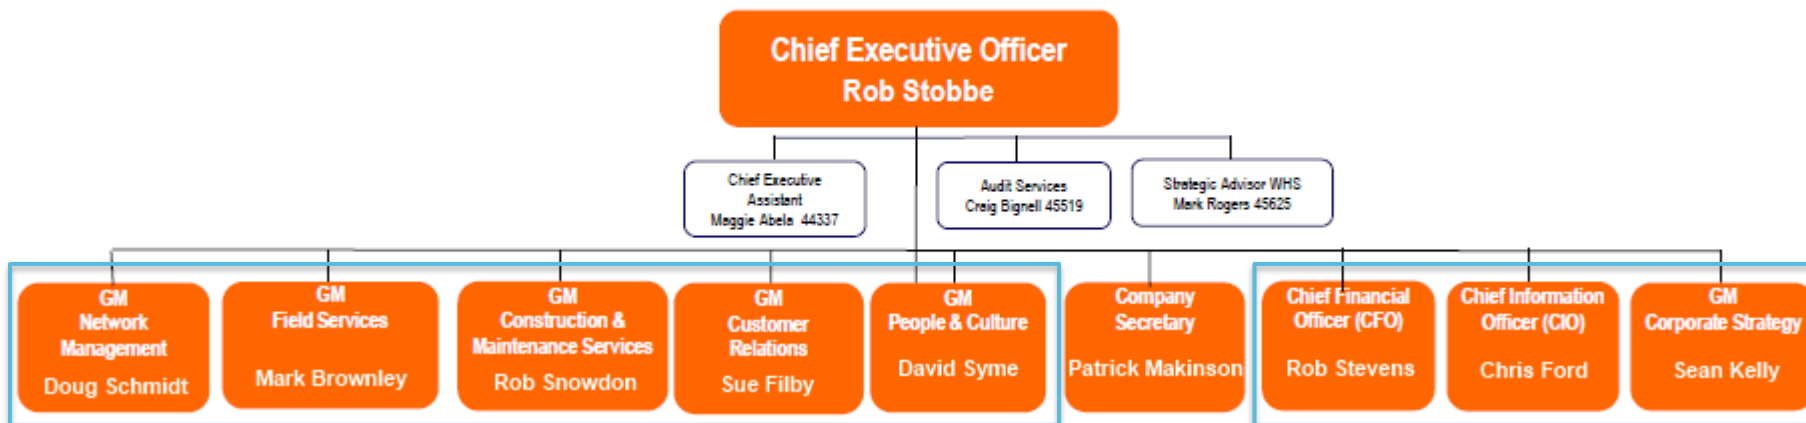 Chief Executive Officer
Rob Stobbe
Chief Executive
Assistant
Maggie Abela 44337
Audit Services
Craig Bignell 45519
Strategic Advisor WHS
Mark Rogers 45625
GM
Network
Management
Doug Schmidt
GM
Field Services
Mark Brownley
GM
Construction &
Maintenance Services
Rob Snowdon
GM
Customer
Relations
Sue Filby
GM
People & Culture
David Syme
Company
Secretary
Patrick Makinson
Chief Financial
Officer (CFO)
Rob Stevens
Chief Information
Officer (CIO)
Chris Ford
GM
Corporate Strategy
Sean Kelly